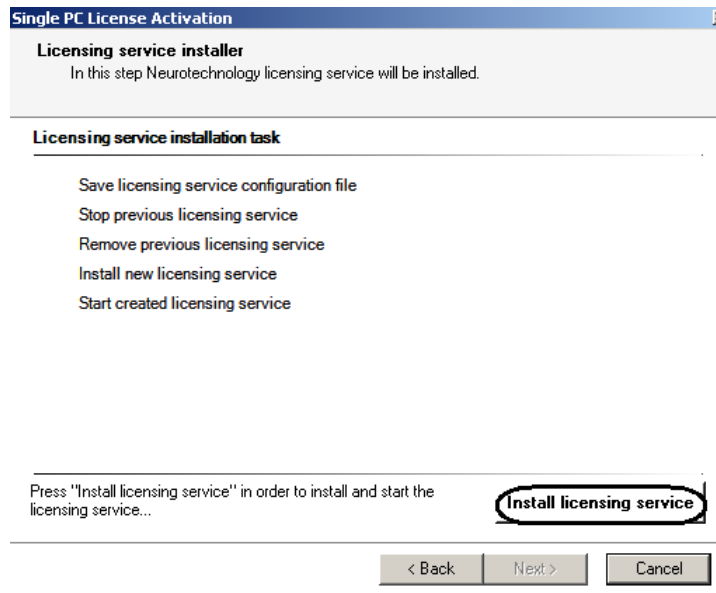 Single PC License Activation
Licensing service installer
In this step Neurotechnology licensing service will be installed.
Licensing service installation task
Save licensing service configuration file
Stop previous licensing service
Remove previous licensing service
Install new licensing service
Start created licensing service
Press "Install licensing service" in order to install and start the
licensing service...
Install licensing service
< Back
Next >
Cancel